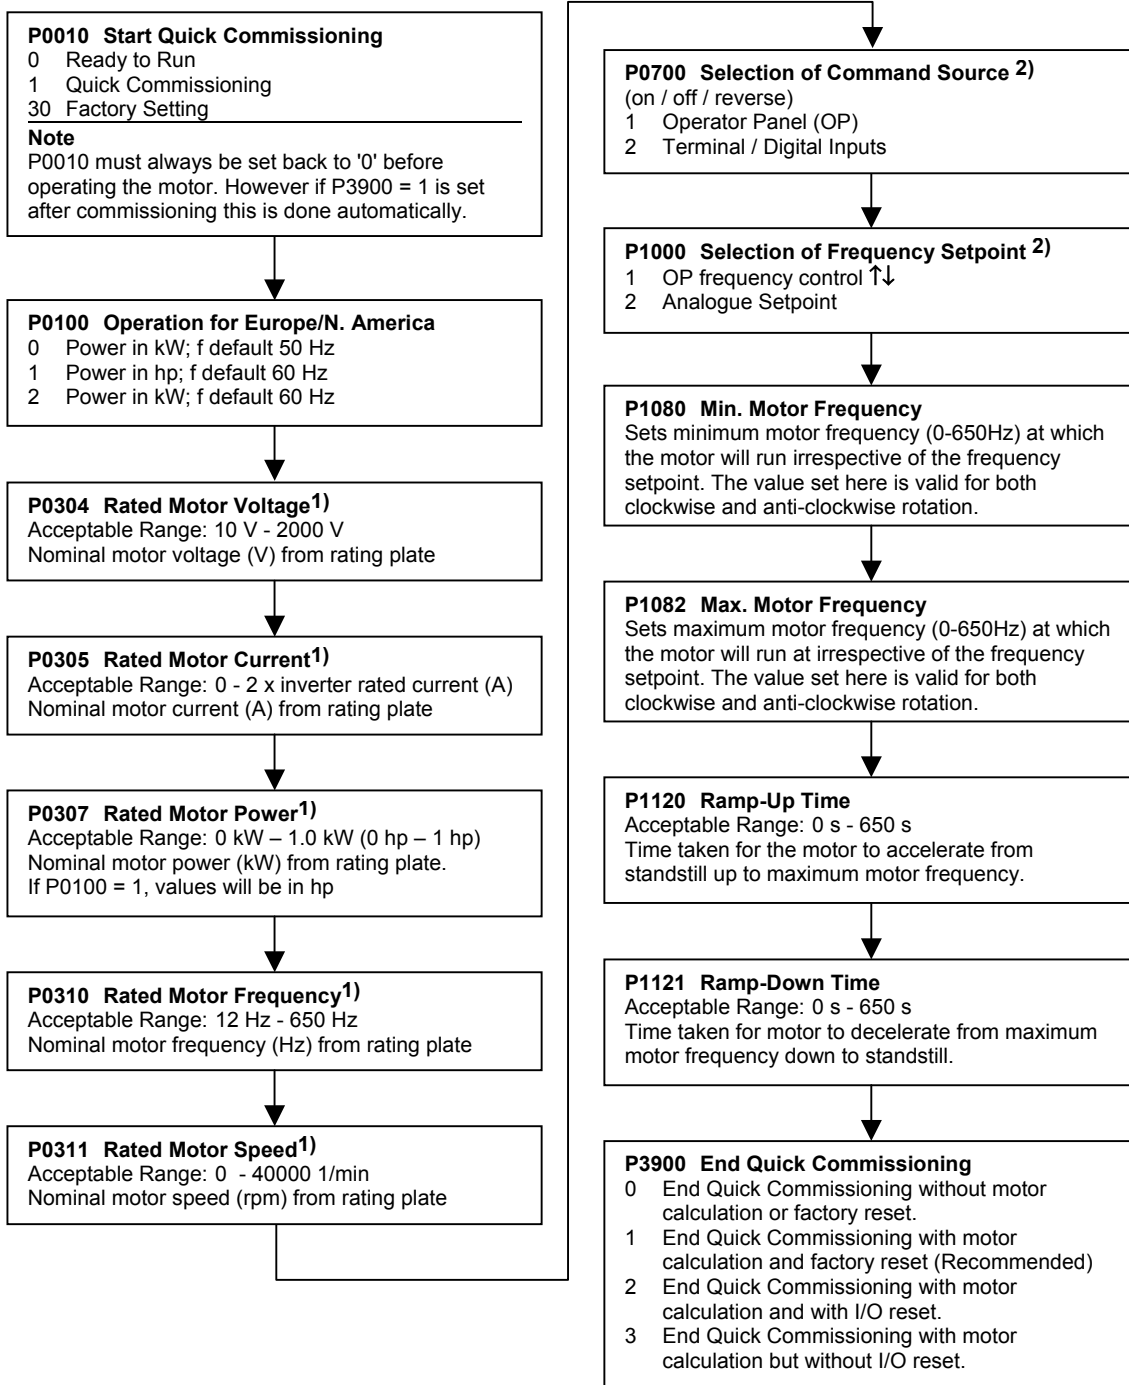 P0010 Start Quick Commissioning
0 Ready to Run
1 Quick Commissioning
30 Factory Setting
Note
P0010 must always be set back to '0' before
operating the motor. However if P3900 = 1 is set
after commissioning this is done automatically.
P0100 Operation for Europe/N. America
0 Power in kW; f default 50 Hz
1 Power in hp; f default 60 Hz
2 Power in kW; f default 60 Hz
P0304 Rated Motor Voltage1)
Acceptable Range: 10 V - 2000 V
Nominal motor voltage (V) from rating plate
P0305 Rated Motor Current1)
Acceptable Range: 0 - 2 x inverter rated current (A)
Nominal motor current (A) from rating plate
P0307 Rated Motor Power1)
Acceptable Range: 0 kW – 1.0 kW (0 hp – 1 hp)
Nominal motor power (kW) from rating plate.
If P0100 = 1, values will be in hp
P0310 Rated Motor Frequency1)
Acceptable Range: 12 Hz - 650 Hz
Nominal motor frequency (Hz) from rating plate
P0311 Rated Motor Speed1)
Acceptable Range: 0 - 40000 1/min
Nominal motor speed (rpm) from rating plate
P0700 Selection of Command Source 2)
(on / off / reverse)
1 Operator Panel (OP)
2 Terminal / Digital Inputs
P1000 Selection of Frequency Setpoint 2)
1 OP frequency control ↑↓
2 Analogue Setpoint
P1080 Min. Motor Frequency
Sets minimum motor frequency (0-650Hz) at which
the motor will run irrespective of the frequency
setpoint. The value set here is valid for both
clockwise and anti-clockwise rotation.
P1082 Max. Motor Frequency
Sets maximum motor frequency (0-650Hz) at which
the motor will run at irrespective of the frequency
setpoint. The value set here is valid for both
clockwise and anti-clockwise rotation.
P1120 Ramp-Up Time
Acceptable Range: 0 s - 650 s
Time taken for the motor to accelerate from
standstill up to maximum motor frequency.
P1121 Ramp-Down Time
Acceptable Range: 0 s - 650 s
Time taken for motor to decelerate from maximum
motor frequency down to standstill.
P3900 End Quick Commissioning
0 End Quick Commissioning without motor
calculation or factory reset.
1 End Quick Commissioning with motor
calculation and factory reset (Recommended)
2 End Quick Commissioning with motor
calculation and with I/O reset.
3 End Quick Commissioning with motor
calculation but without I/O reset.